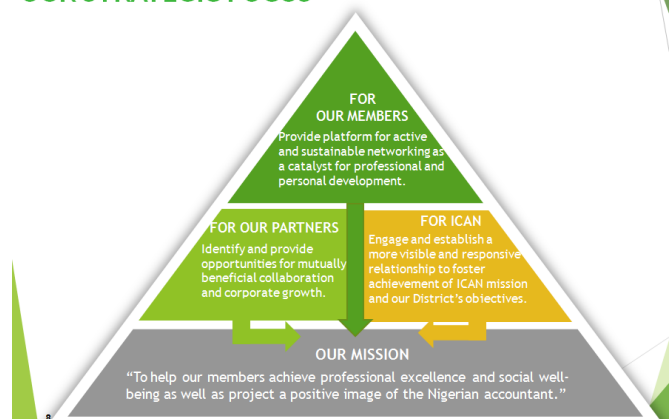 FOR
OUR MEMBERS
Provide platform for active
and sustainable networking as
a catalyst for professional and
personal development.
FOR OUR PARTNERS
Identify and provide
opportunities for mutually
beneficial collaboration
and corporate growth.
FOR ICAN
Engage and establish a
more visible and responsive
relationship to foster
achievement of ICAN mission
and our District's objectives.
OUR MISSION
“To help our members achieve professional excellence and social well-
being as well as project a positive image of the Nigerian accountant.”
8